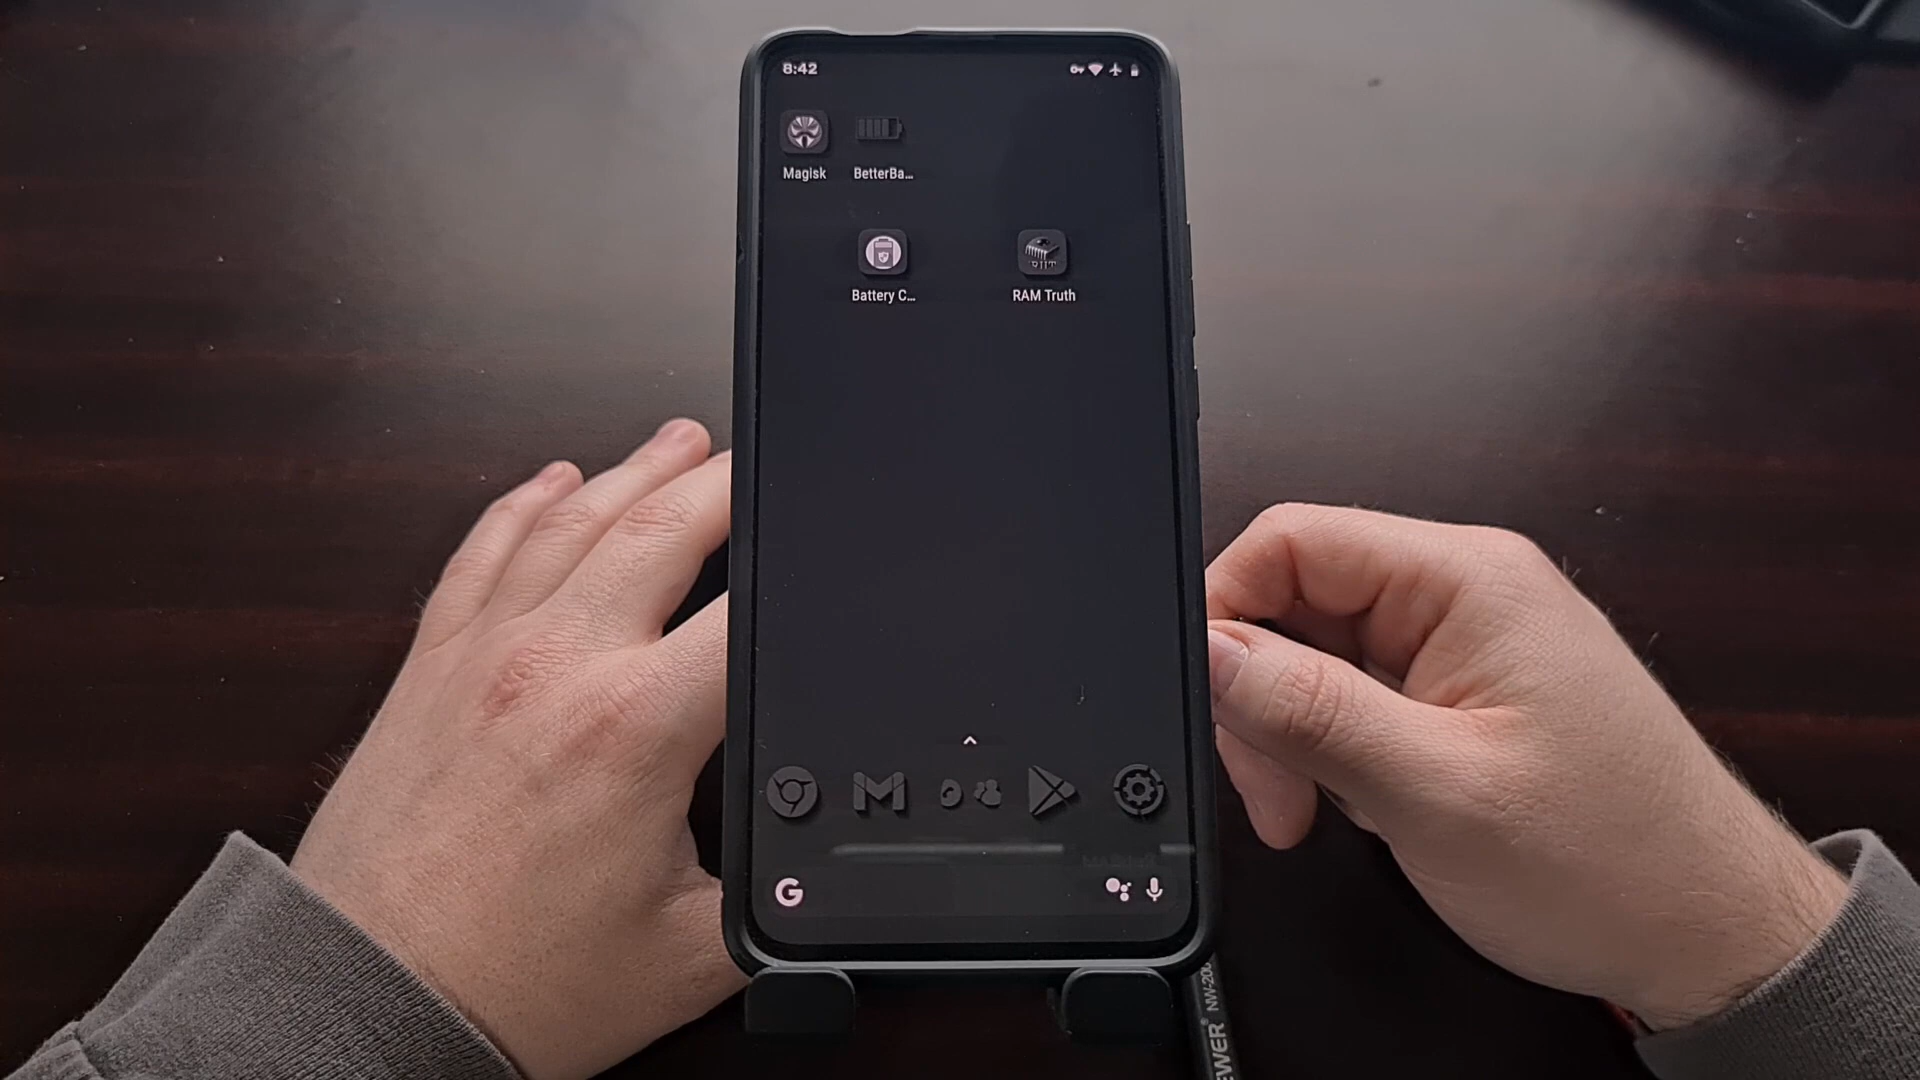 8:42
Magisk BetterBa...
Battery C... RAM Truth
G
NW-200
EWER®